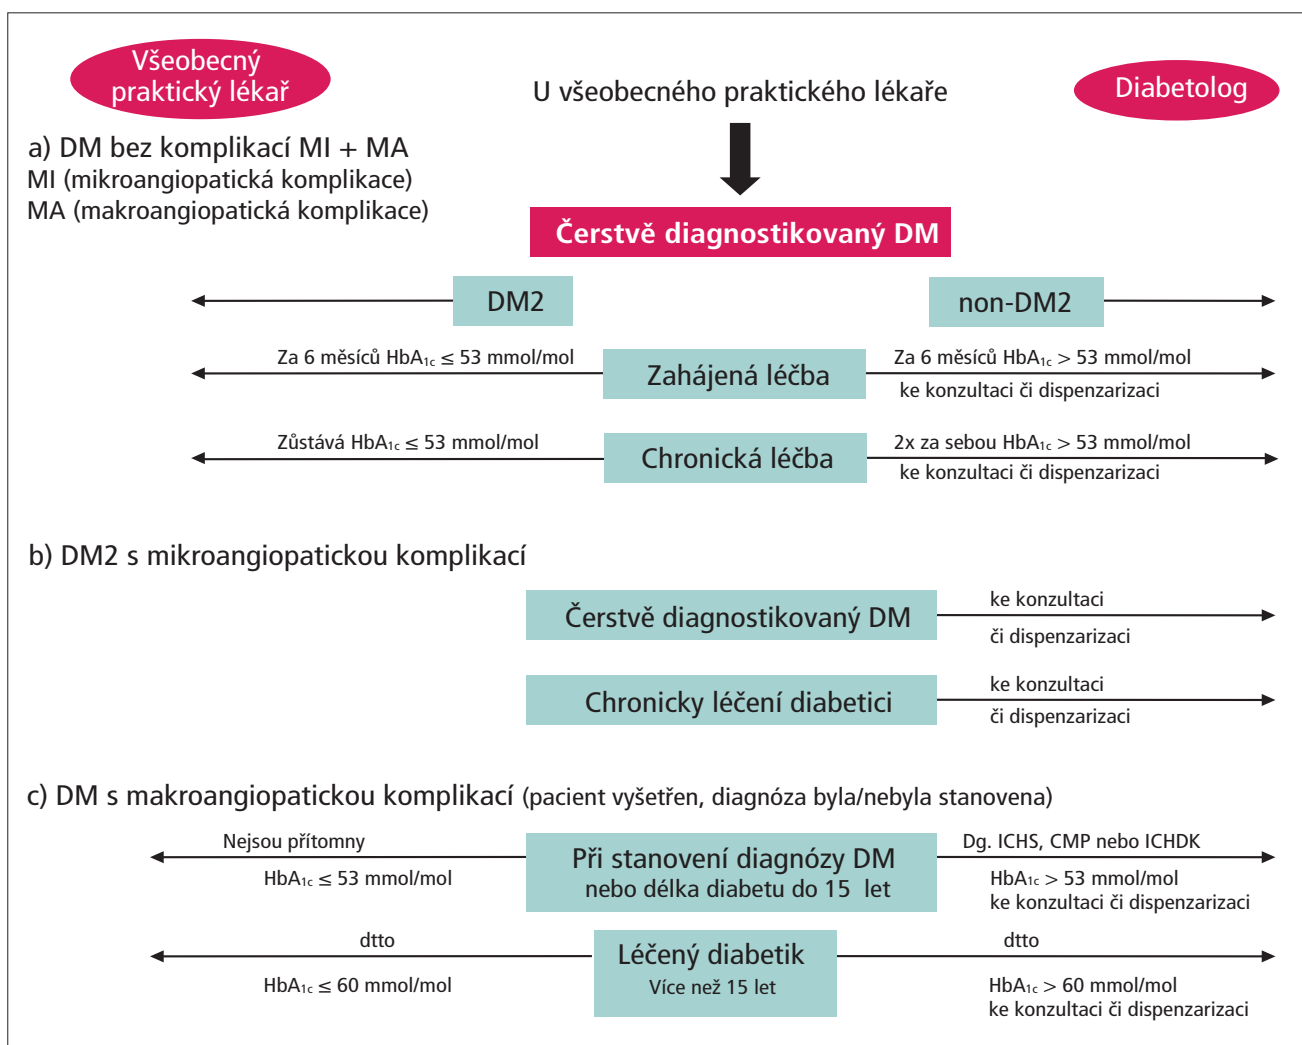 Všeobecný
praktický lékař
U všeobecného praktického lékaře
Diabetolog
a) DM bez komplikací MI + MA
MI (mikroangiopatická komplikace)
MA (makroangiopatická komplikace)
Čerstvě diagnostikovaný DM
DM2
non-DM2
Za 6 měsíců HbA1c ≤ 53 mmol/mol
Zahájená léčba
Za 6 měsíců HbA1c > 53 mmol/mol
ke konzultaci či dispenzarizaci
Zůstává HbA1c ≤ 53 mmol/mol
Chronická léčba
2x za sebou HbA1c > 53 mmol/mol
ke konzultaci či dispenzarizaci
b) DM2 s mikroangiopatickou komplikací
Čerstvě diagnostikovaný DM
ke konzultaci
či dispenzarizaci
Chronicky léčení diabetici
ke konzultaci
či dispenzarizaci
c) DM s makroangiopatickou komplikací (pacient vyšetřen, diagnóza byla/nebyla stanovena)
Nejsou přítomny
HbA1c ≤ 53 mmol/mol
Při stanovení diagnózy DM
nebo délka diabetu do 15 let
Dg. ICHS, CMP nebo ICHDK
HbA1c > 53 mmol/mol
ke konzultaci či dispenzarizaci
dtto
HbA1c ≤ 60 mmol/mol
Léčený diabetik
Více než 15 let
dtto
HbA1c > 60 mmol/mol
ke konzultaci či dispenzarizaci